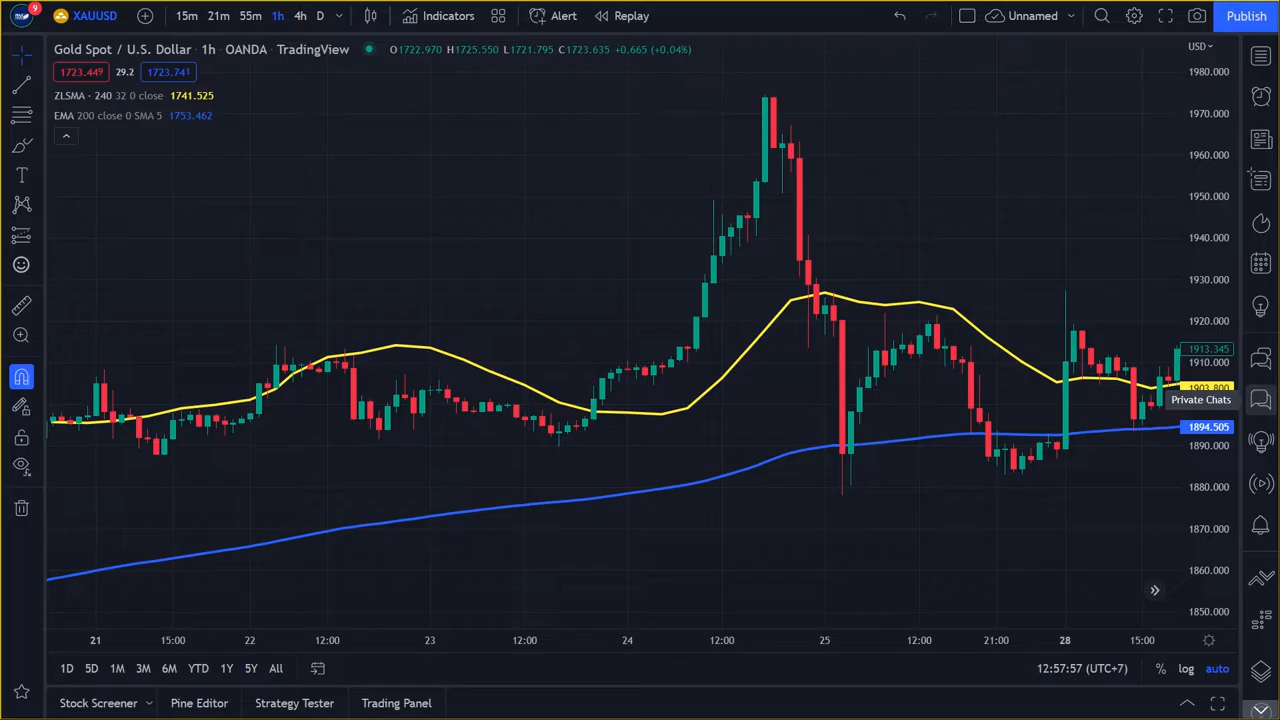 9
XAUUSD 15m 21m 55m 1h 4h D Indicators Alert Replay Unnamed Publish
Gold Spot / U.S. Dollar · 1h · OANDA · TradingView O1722.970 H1725.550 L1721.795 C1723.635 +0.665 (+0.04%)
USD
1723.449 29.2 1723.741
ZLSMA · 240 32 0 close 1741.525
EMA 200 close 0 SMA 5 1753.462
1980.000
1970.000
1960.000
1950.000
1940.000
1930.000
1920.000
1913.345
1910.000
1903.800
Private Chats
1894.505
1890.000
1880.000
1870.000
1860.000
1850.000
21 15:00 22 12:00 23 12:00 24 12:00 25 12:00 21:00 28 15:00
1D 5D 1M 3M 6M YTD 1Y 5Y All 12:57:57 (UTC+7) % log auto
Stock Screener Pine Editor Strategy Tester Trading Panel